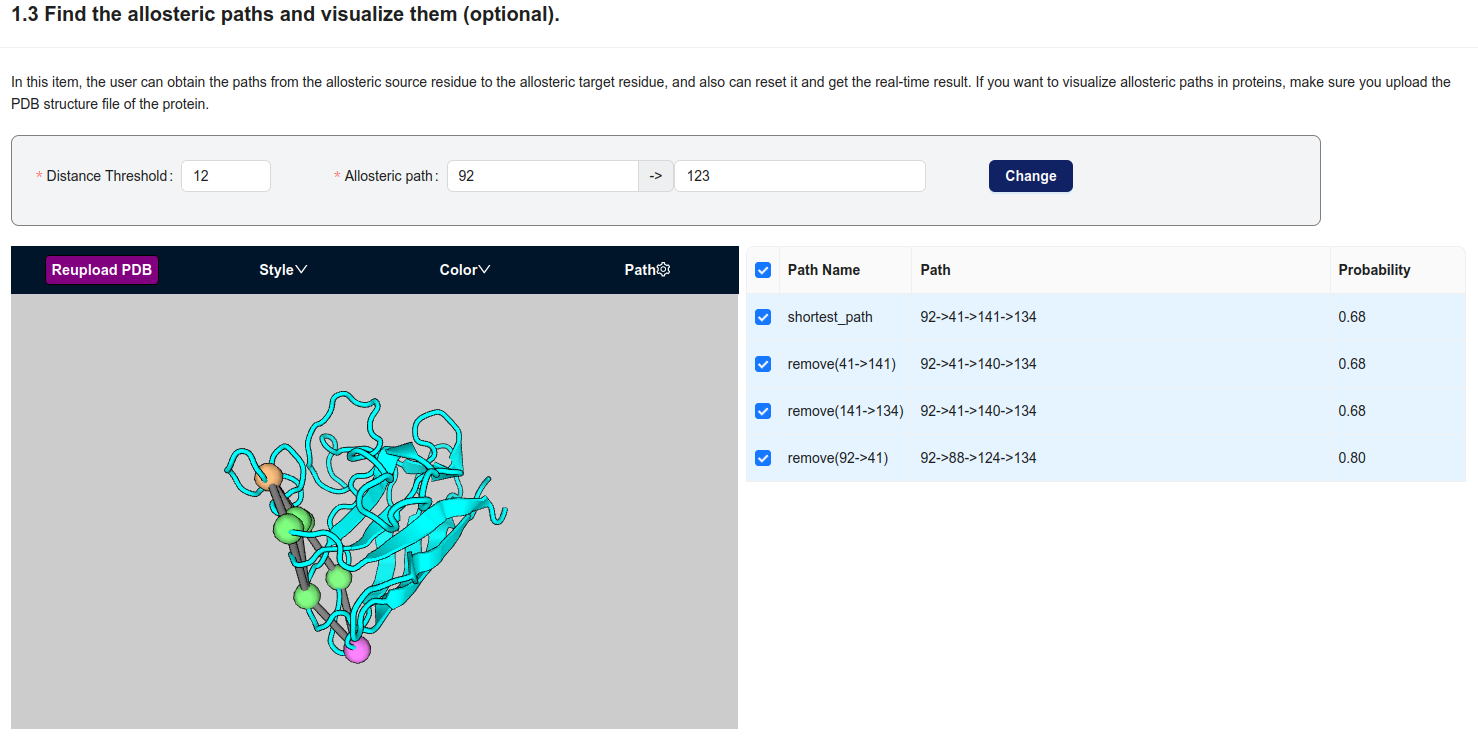 1.3 Find the allosteric paths and visualize them (optional).
In this item, the user can obtain the paths from the allosteric source residue to the allosteric target residue, and also can reset it and get the real-time result. If you want to visualize allosteric paths in proteins, make sure you upload the
PDB structure file of the protein.
* Distance Threshold: 12 * Allosteric path: 92 -> 123 Change
Reupload PDB Style Color Path
Path Name Path Probability
shortest_path 92->41->141->134 0.68
remove(41->141) 92->41->140->134 0.68
remove(141->134) 92->41->140->134 0.68
remove(92->41) 92->88->124->134 0.80